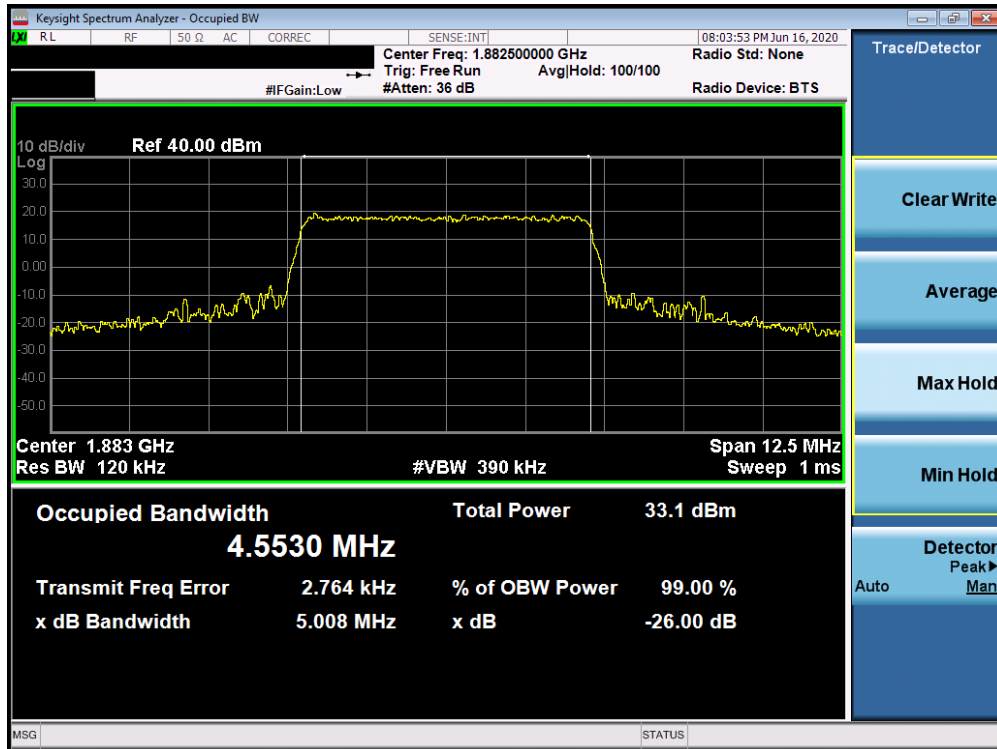 Keysight Spectrum Analyzer - Occupied BW
LXI RL RF 50 Ω AC CORREC SENSE:INT 08:03:53 PM Jun 16, 2020
Center Freq: 1.882500000 GHz Radio Std: None
Trig: Free Run Avg|Hold: 100/100
#IFGain:Low #Atten: 36 dB Radio Device: BTS
10 dB/div Ref 40.00 dBm
Log
30.0
20.0
10.0
0.00
-10.0
-20.0
-30.0
-40.0
-50.0
Center 1.883 GHz Span 12.5 MHz
Res BW 120 kHz #VBW 390 kHz Sweep 1 ms
Occupied Bandwidth Total Power 33.1 dBm
4.5530 MHz
Transmit Freq Error 2.764 kHz % of OBW Power 99.00 %
x dB Bandwidth 5.008 MHz x dB -26.00 dB
MSG STATUS
Trace/Detector
Clear Write
Average
Max Hold
Min Hold
Detector
Peak▶
Auto Man